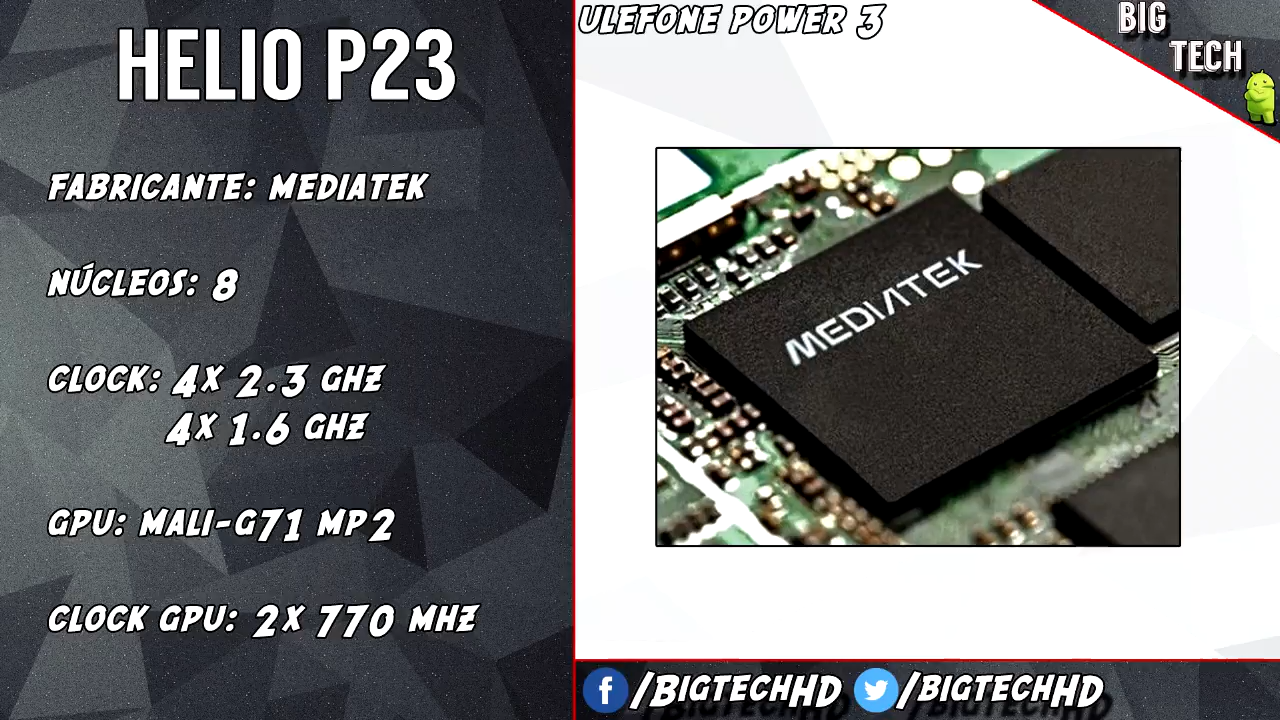 HELIO P23
FABRICANTE: MEDIATEK
NÚCLEOS: 8
CLOCK: 4X 2.3 GHZ
4X 1.6 GHZ
GPU: MALI-G71 MP2
CLOCK GPU: 2X 770 MHZ
ULEFONE POWER 3
BIG
TECH
MEDIATEK
/BIGTECHHD
/BIGTECHHD